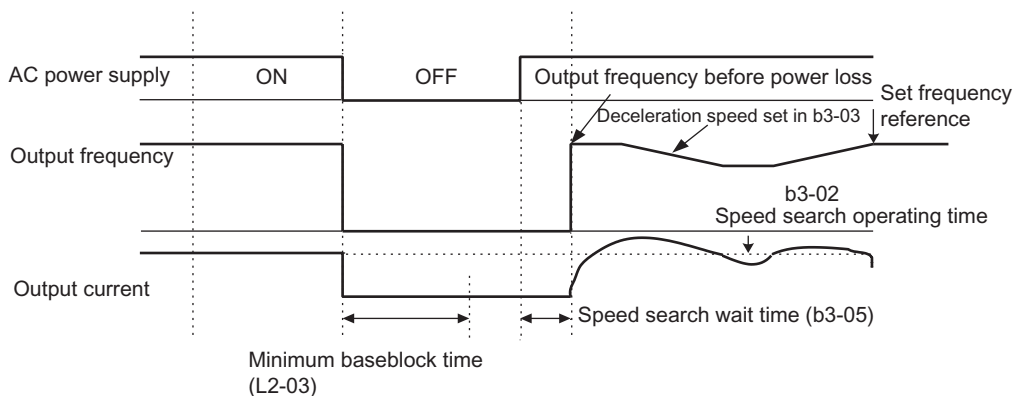 AC power supply
ON
OFF
Output frequency before power loss
Set frequency
reference
Deceleration speed set in b3-03
Output frequency
b3-02
Speed search operating time
Output current
Speed search wait time (b3-05)
Minimum baseblock time
(L2-03)